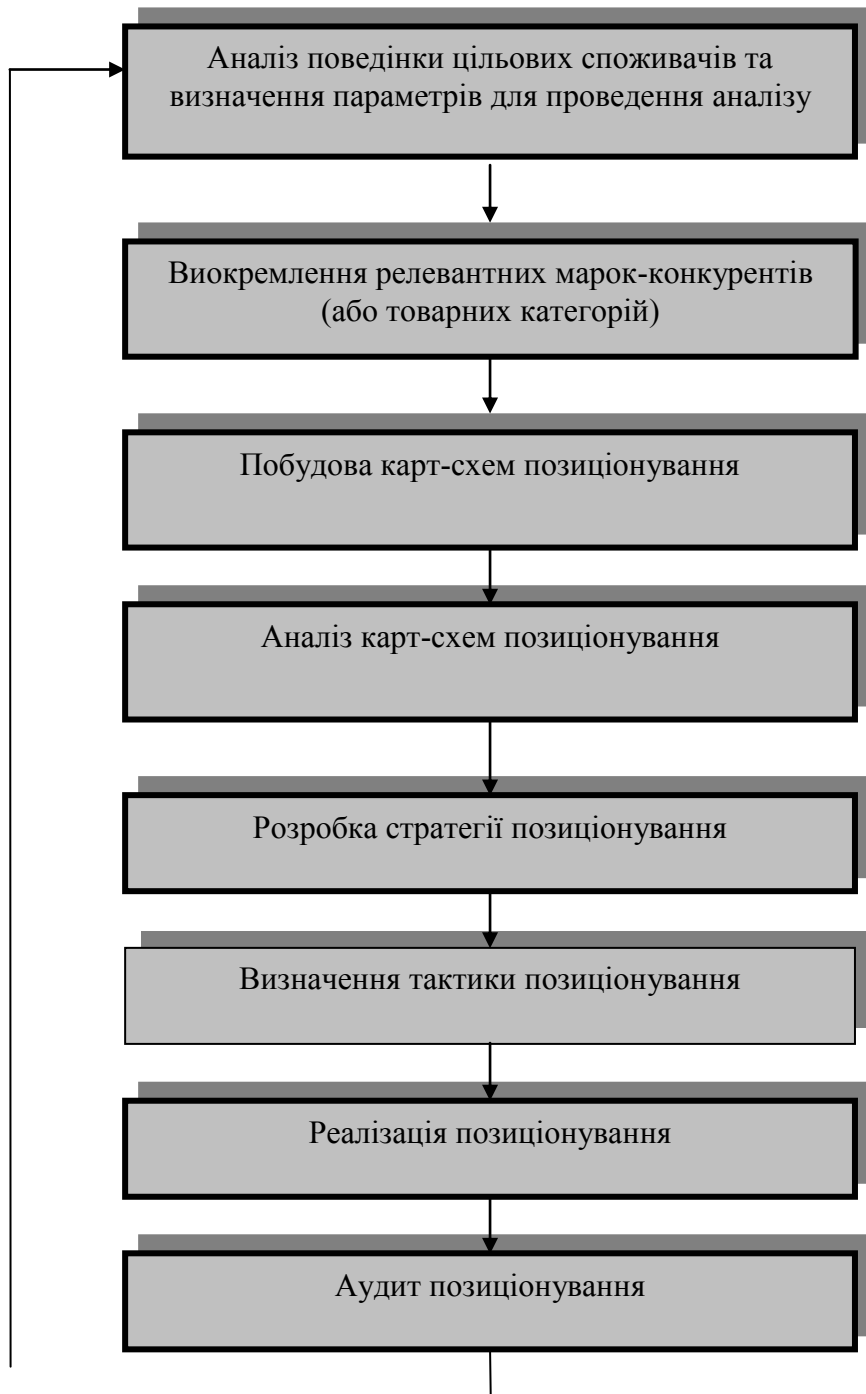 Аналіз поведінки цільових споживачів та
визначення параметрів для проведення аналізу
Виокремлення релевантних марок-конкурентів
(або товарних категорій)
Побудова карт-схем позиціонування
Аналіз карт-схем позиціонування
Розробка стратегії позиціонування
Визначення тактики позиціонування
Реалізація позиціонування
Аудит позиціонування